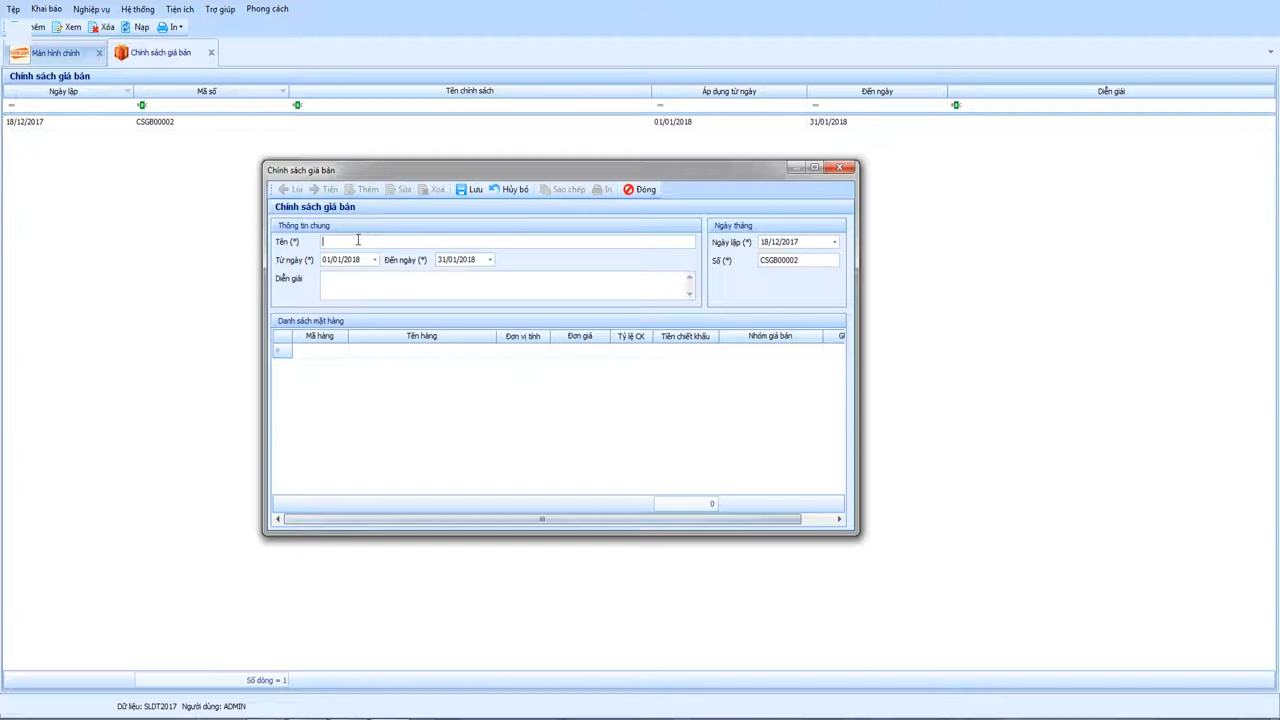 Tệp Khai báo Nghiệp vụ Hệ thống Tiện ích Trợ giúp Phong cách
Xem Xóa Nạp In
Màn hình chính Chính sách giá bán
Chính sách giá bán
Ngày lập Mã số Tên chính sách Áp dụng từ ngày Đến ngày Diễn giải
18/12/2017 CSGB00002 01/01/2018 31/01/2018
Chính sách giá bán
Lùi Tiến Thêm Sửa Xoá Lưu Hủy bỏ Sao chép In Đóng
Chính sách giá bán
Thông tin chung Ngày tháng
Tên (*) Ngày lập (*) 18/12/2017
Từ ngày (*) 01/01/2018 Đến ngày (*) 31/01/2018 Số (*) CSGB00002
Diễn giải
Danh sách mặt hàng
Mã hàng Tên hàng Đơn vị tính Đơn giá Tỷ lệ CK Tiền chiết khấu Nhóm giá bán
0
Số dòng = 1
Dữ liệu: SLDT2017 Người dùng: ADMIN